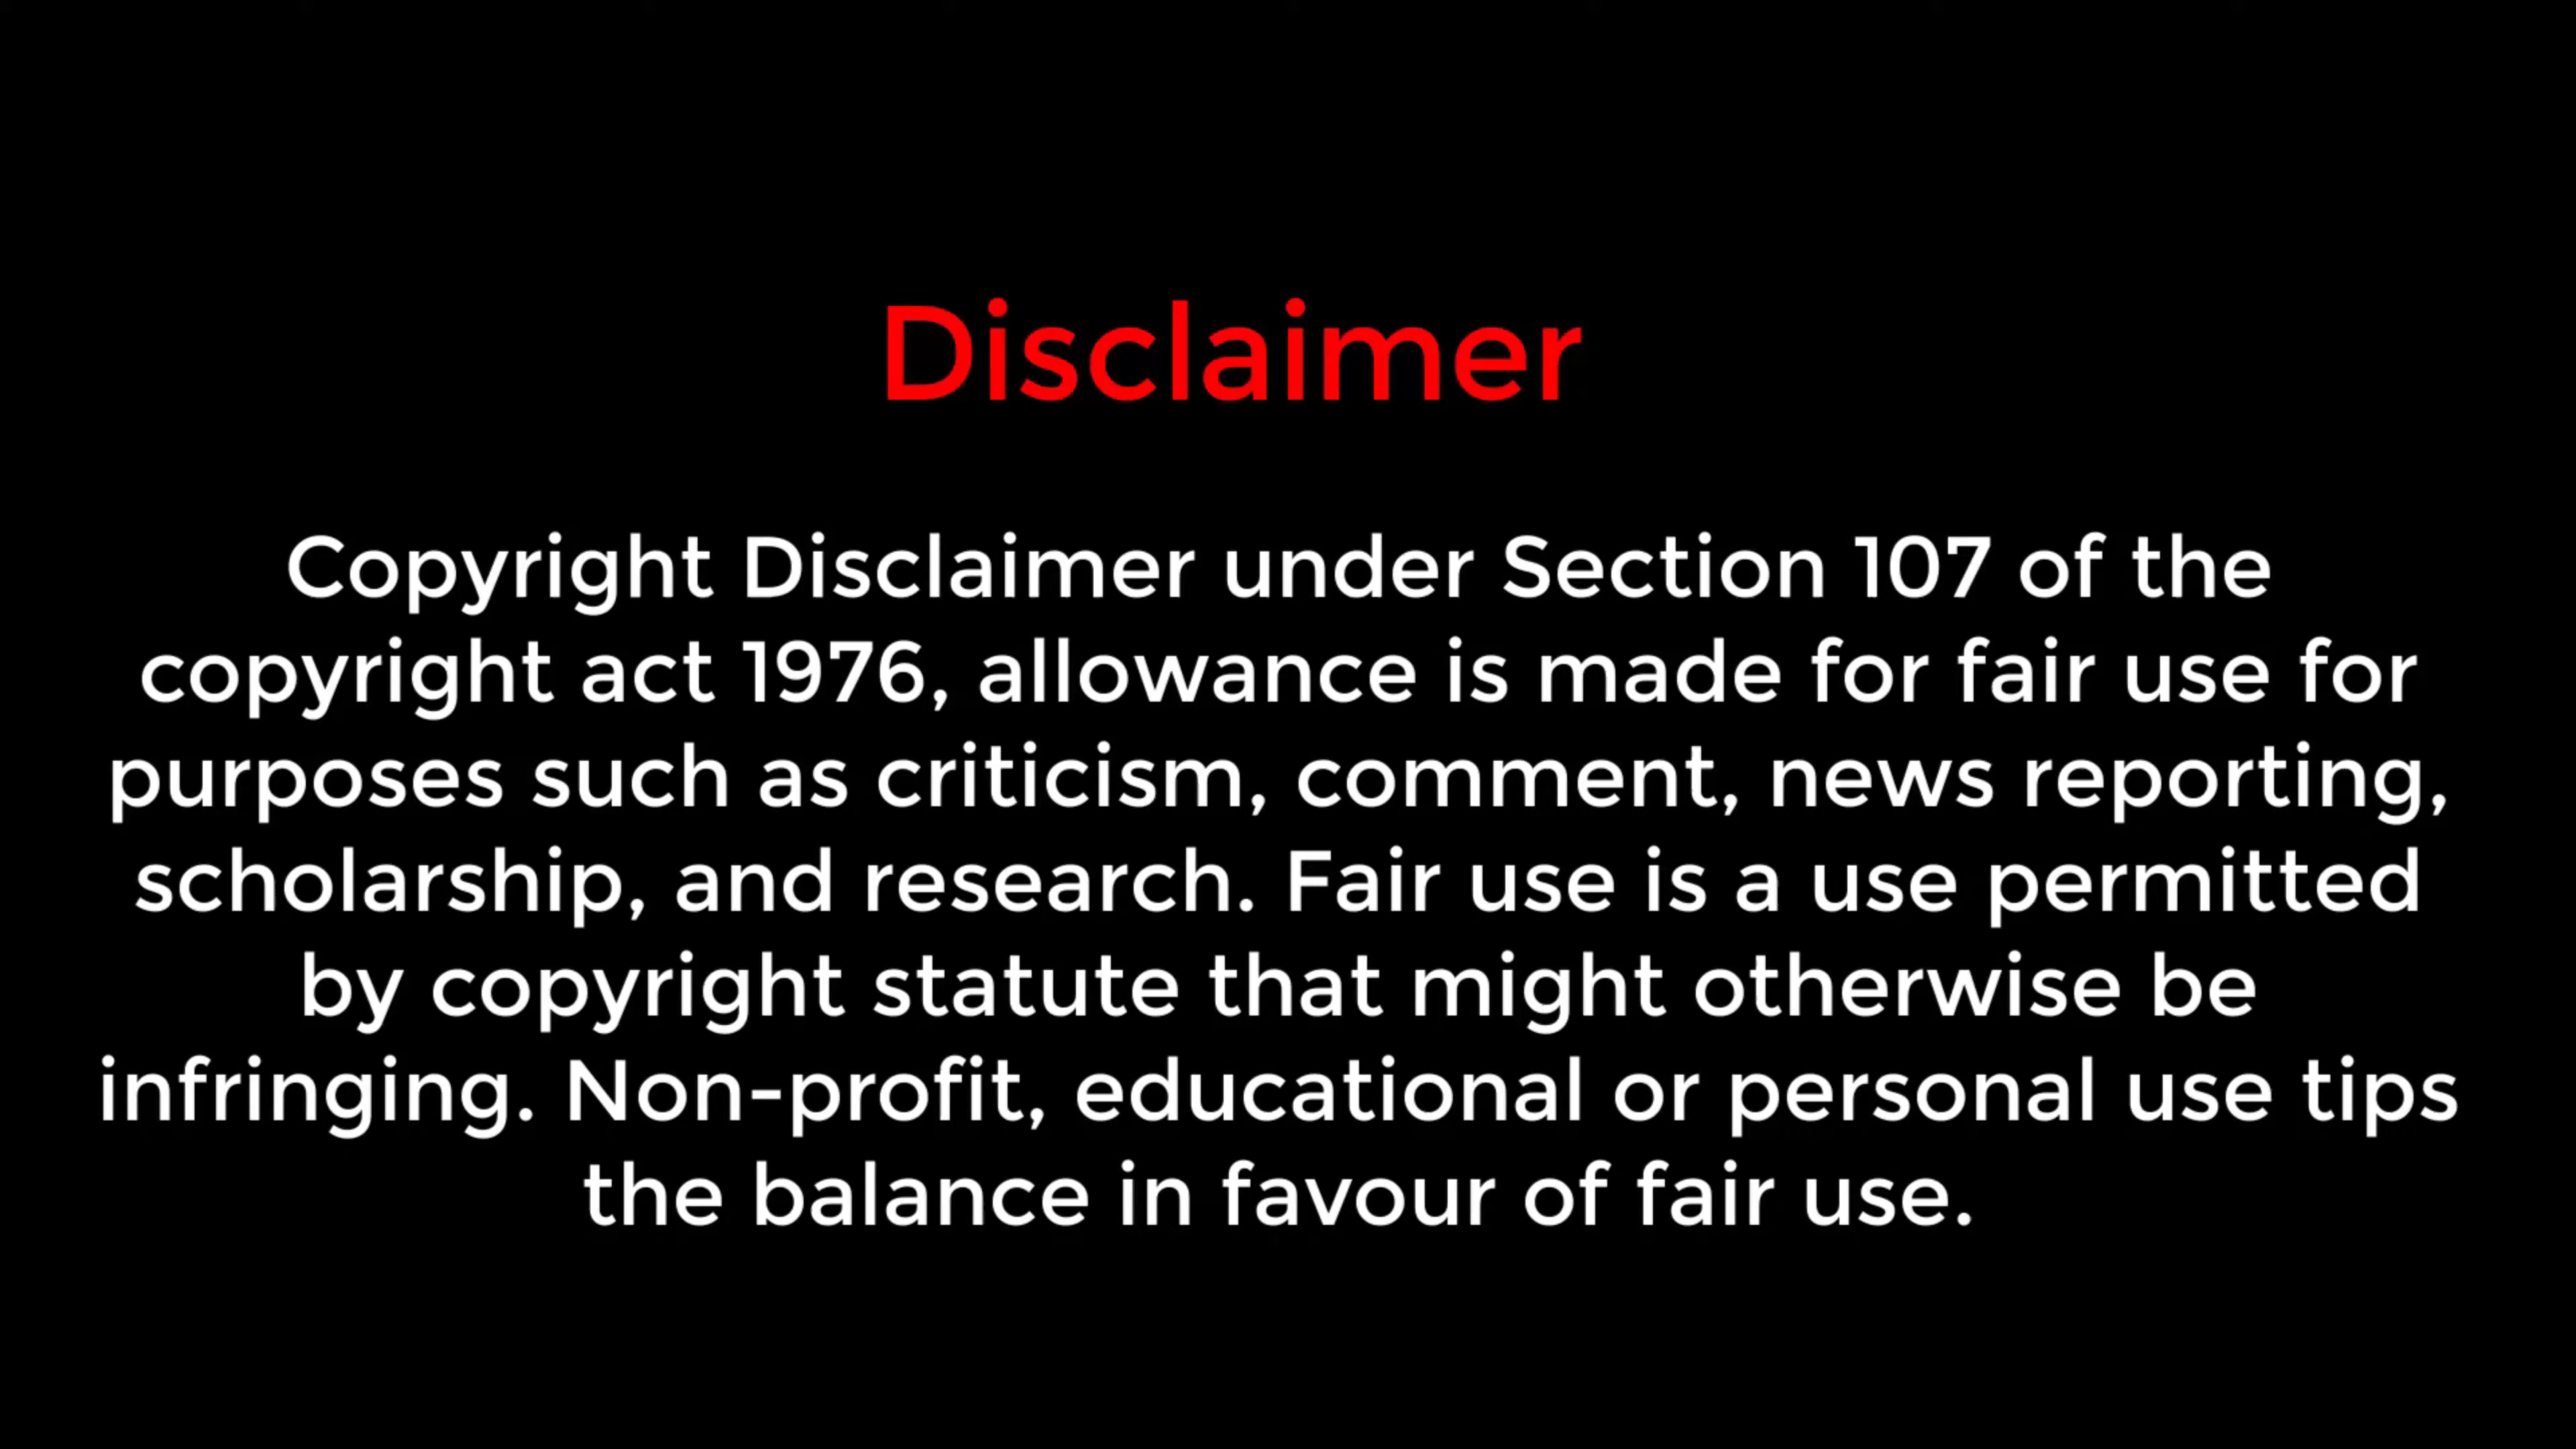 Disclaimer
Copyright Disclaimer under Section 107 of the
copyright act 1976, allowance is made for fair use for
purposes such as criticism, comment, news reporting,
scholarship, and research. Fair use is a use permitted
by copyright statute that might otherwise be
infringing. Non-profit, educational or personal use tips
the balance in favour of fair use.